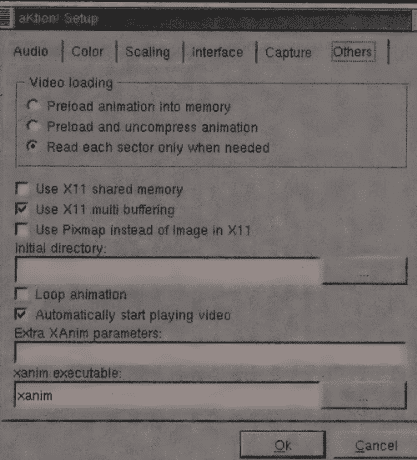 aktion! Setup
Audio Color Scaling Interface Capture Others
Video loading
Preload animation into memory
Preload and uncompress animation
Read each sector only when needed
Use X11 shared memory
Use X11 multi buffering
Use Pixmap instead of Image in X11
Initial directory:
...
Loop animation
Automatically start playing video
Extra XAnim parameters:
xanim executable:
xanim ...
Ok Cancel